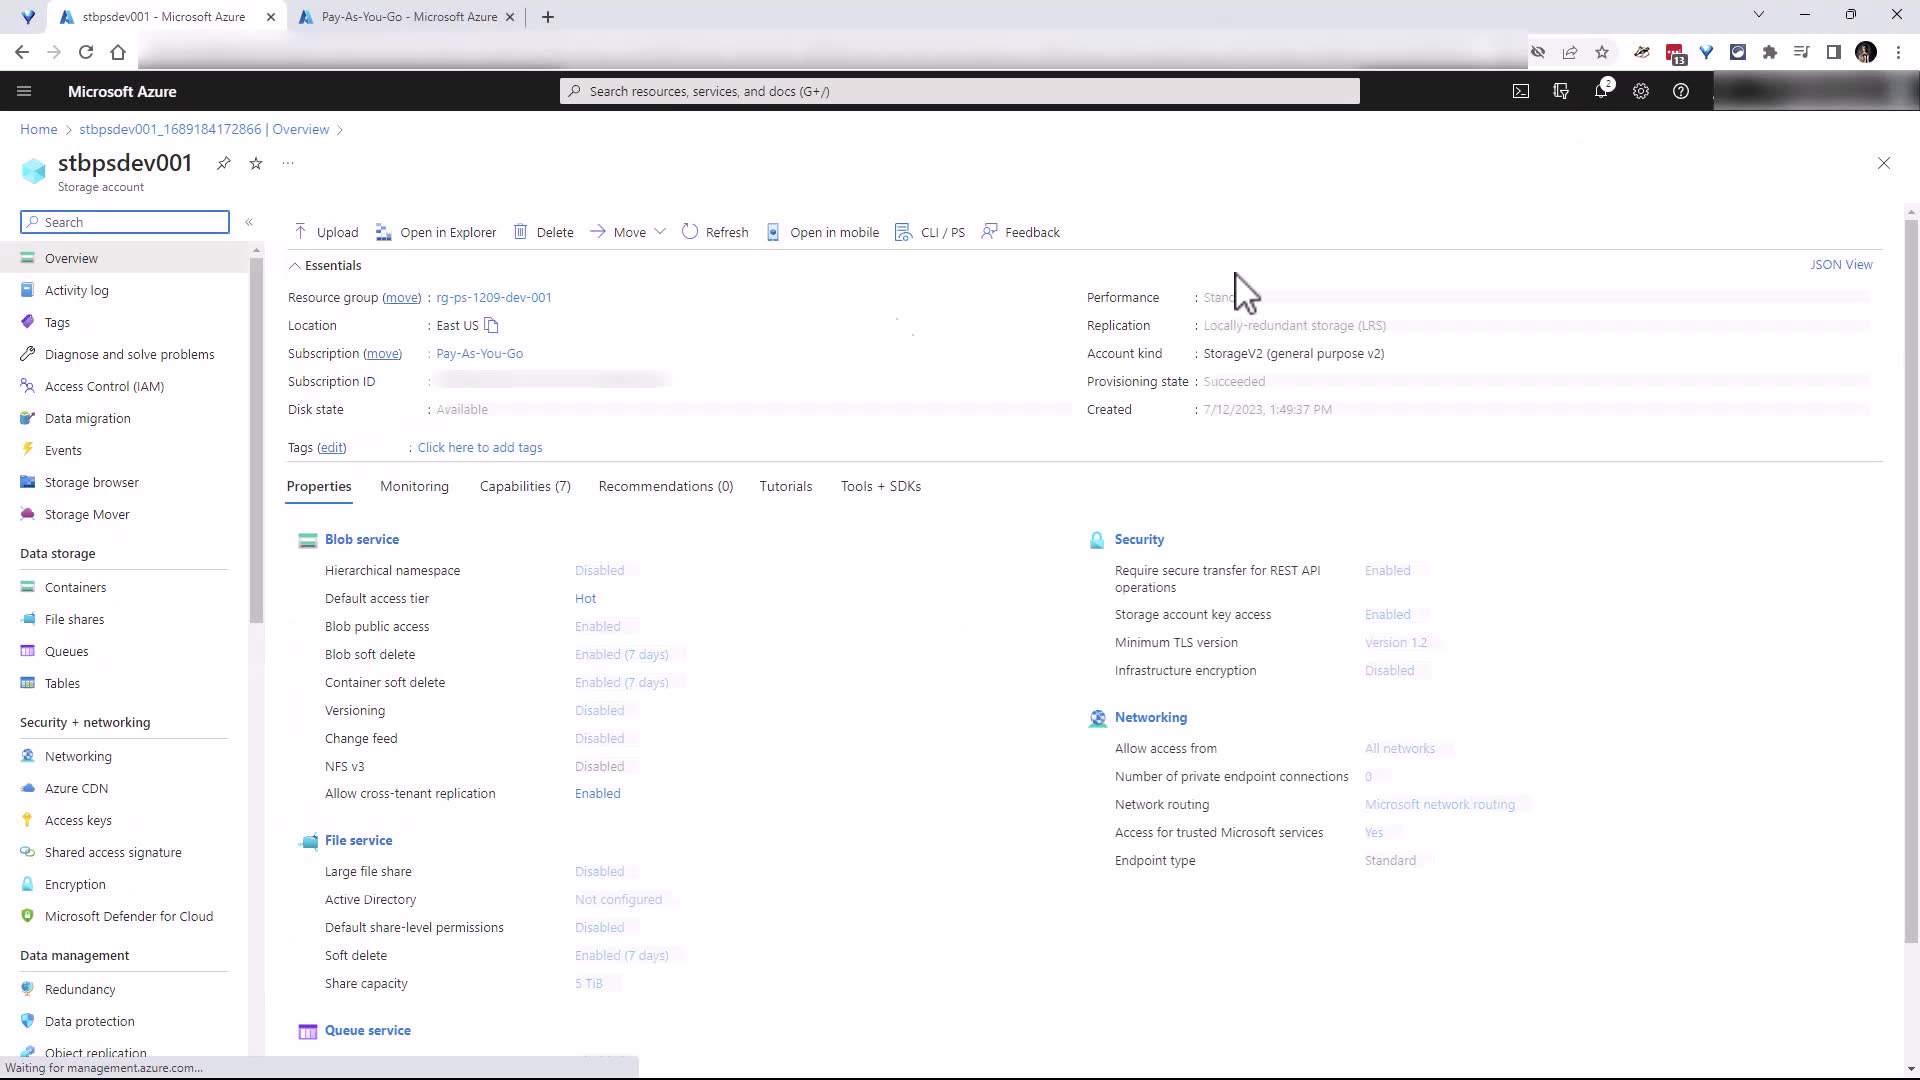 stbpsdev001 - Microsoft Azure
Pay-As-You-Go - Microsoft Azure
13
Microsoft Azure
Search resources, services, and docs (G+/)
2
Home > stbpsdev001_1689184172866 | Overview >
stbpsdev001
Storage account
Search
Overview
Activity log
Tags
Diagnose and solve problems
Access Control (IAM)
Data migration
Events
Storage browser
Storage Mover
Data storage
Containers
File shares
Queues
Tables
Security + networking
Networking
Azure CDN
Access keys
Shared access signature
Encryption
Microsoft Defender for Cloud
Data management
Redundancy
Data protection
Object replication
Waiting for management.azure.com...
Upload Open in Explorer Delete Move Refresh Open in mobile CLI / PS Feedback
Essentials
JSON View
Resource group (move) : rg-ps-1209-dev-001
Location : East US
Subscription (move) : Pay-As-You-Go
Subscription ID :
Disk state : Available
Tags (edit) : Click here to add tags
Performance :
Replication : Locally-redundant storage (LRS)
Account kind : StorageV2 (general purpose v2)
Provisioning state : Succeeded
Created : 7/12/2023, 1:49:37 PM
Properties Monitoring Capabilities (7) Recommendations (0) Tutorials Tools + SDKs
Blob service
Hierarchical namespace Disabled
Default access tier Hot
Blob public access Enabled
Blob soft delete Enabled (7 days)
Container soft delete Enabled (7 days)
Versioning Disabled
Change feed Disabled
NFS v3 Disabled
Allow cross-tenant replication Enabled
File service
Large file share Disabled
Active Directory Not configured
Default share-level permissions Disabled
Soft delete Enabled (7 days)
Share capacity 5 TiB
Queue service
Security
Require secure transfer for REST API operations Enabled
Storage account key access Enabled
Minimum TLS version Version 1.2
Infrastructure encryption Disabled
Networking
Allow access from All networks
Number of private endpoint connections 0
Network routing Microsoft network routing
Access for trusted Microsoft services Yes
Endpoint type Standard